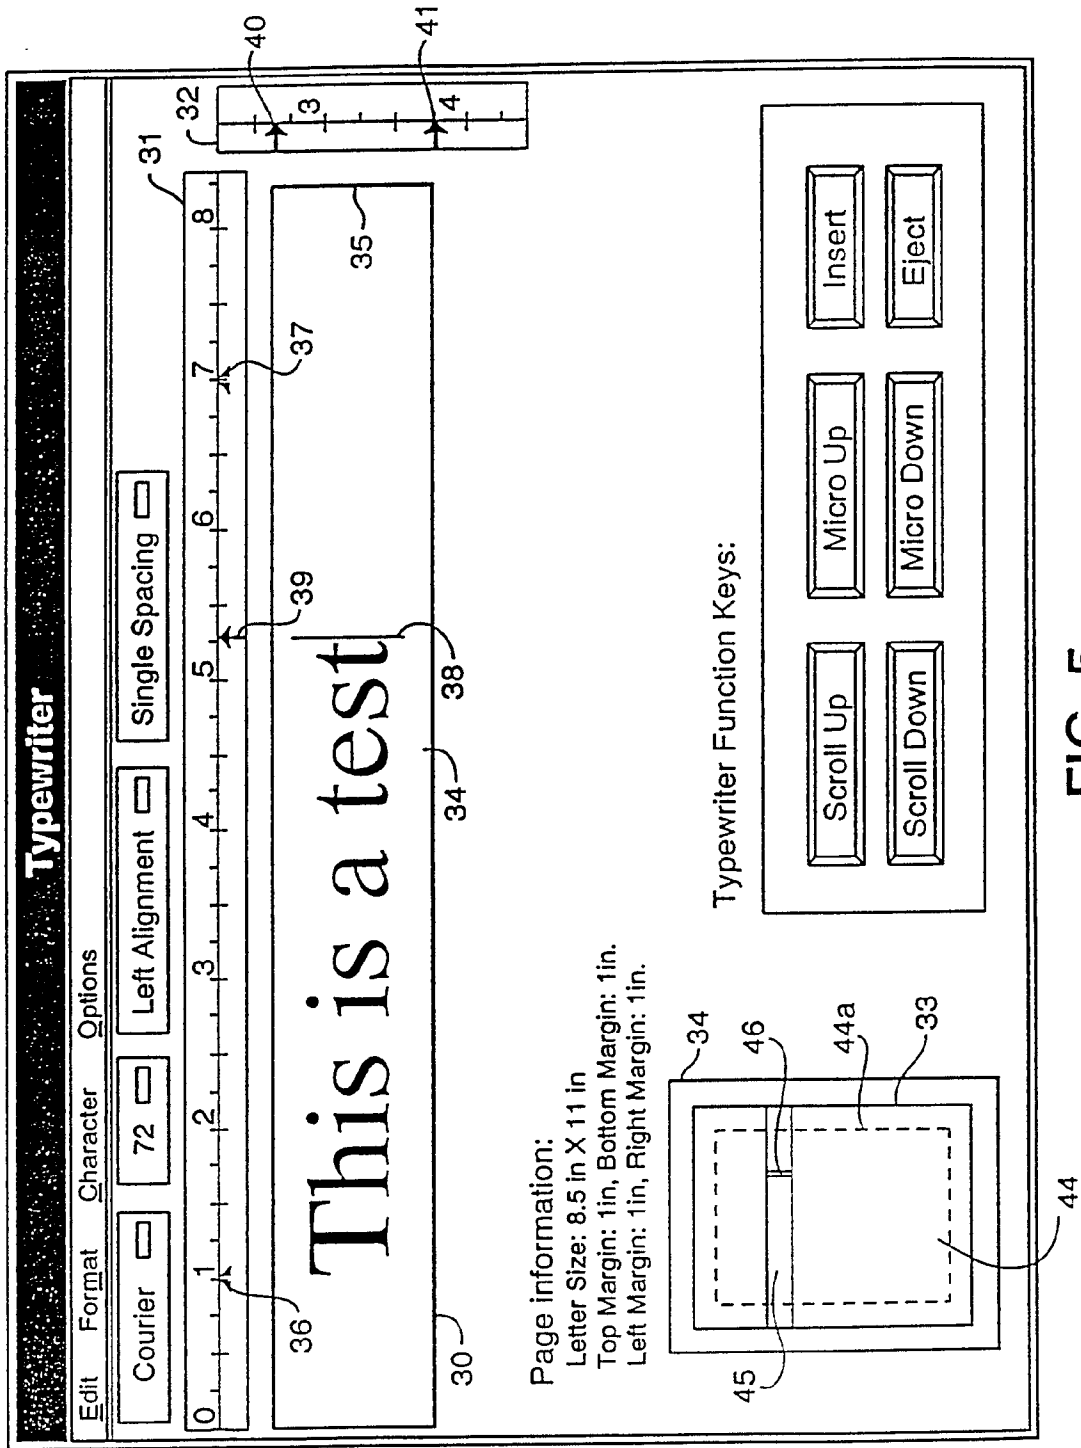 Typewriter
Edit Format Character Options
Courier 72 Left Alignment Single Spacing
31
32
0 1 2 3 4 5 6 7 8
36
39
37
3
4
40
41
This is a test
30
34
38
35
Page information:
Letter Size: 8.5 in X 11 in
Top Margin: 1in, Bottom Margin: 1in.
Left Margin: 1in, Right Margin: 1in.
Typewriter Function Keys:
Scroll Up Micro Up Insert
Scroll Down Micro Down Eject
34
46
44a
33
45
44